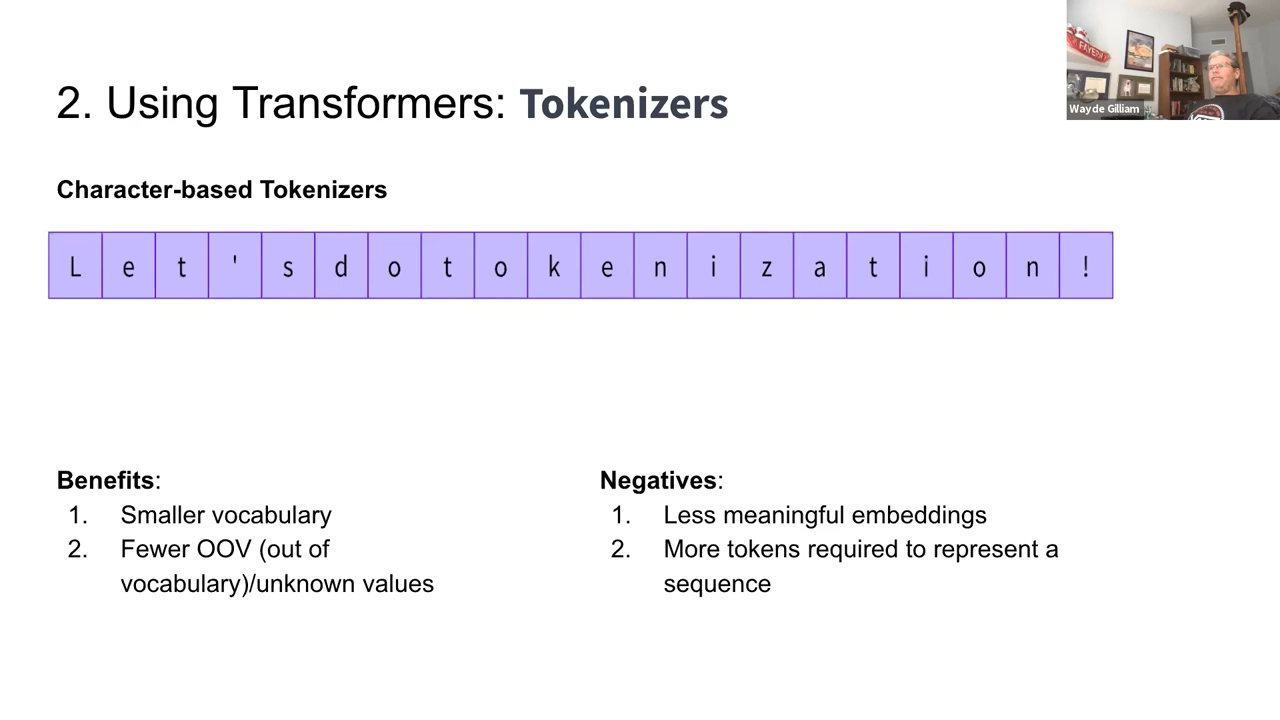 2. Using Transformers: Tokenizers
FAYERM
Wayde Gilliam
Character-based Tokenizers
L e t ' s d o t o k e n i z a t i o n !
Benefits:
1. Smaller vocabulary
2. Fewer OOV (out of
vocabulary)/unknown values
Negatives:
1. Less meaningful embeddings
2. More tokens required to represent a
sequence